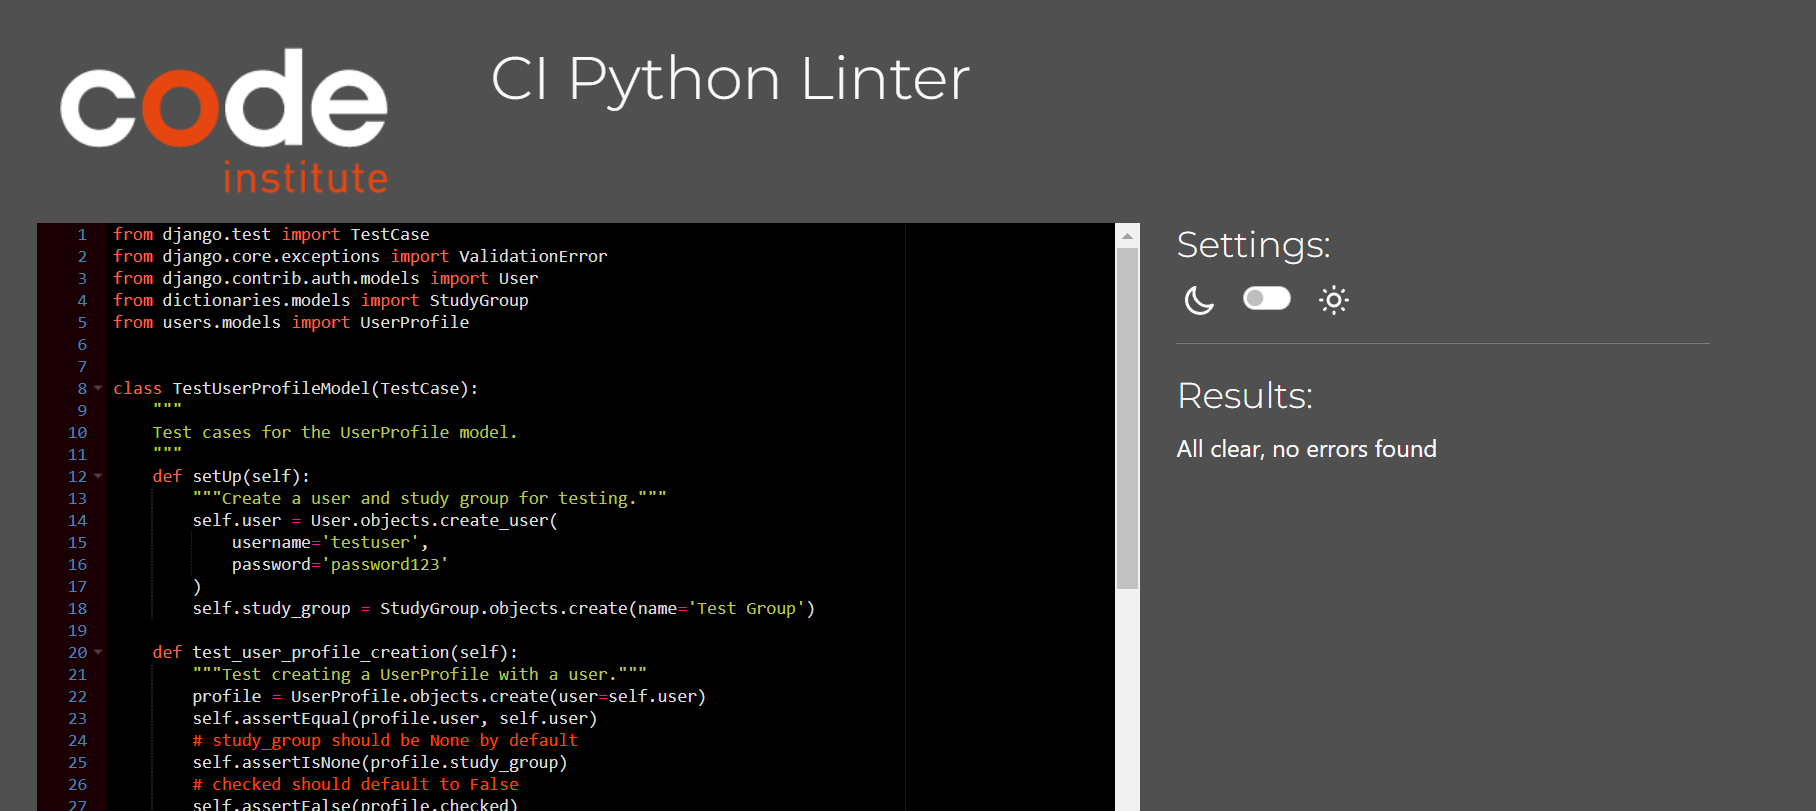 code
institute
CI Python Linter
1 from django.test import TestCase
2 from django.core.exceptions import ValidationError
3 from django.contrib.auth.models import User
4 from dictionaries.models import StudyGroup
5 from users.models import UserProfile
6
7
8 class TestUserProfileModel(TestCase):
9     """
10     Test cases for the UserProfile model.
11     """
12     def setUp(self):
13         """Create a user and study group for testing."""
14         self.user = User.objects.create_user(
15             username='testuser',
16             password='password123'
17         )
18         self.study_group = StudyGroup.objects.create(name='Test Group')
19
20     def test_user_profile_creation(self):
21         """Test creating a UserProfile with a user."""
22         profile = UserProfile.objects.create(user=self.user)
23         self.assertEqual(profile.user, self.user)
24         # study_group should be None by default
25         self.assertIsNone(profile.study_group)
26         # checked should default to False
27         self.assertFalse(profile.checked)
Settings:
Results:
All clear, no errors found